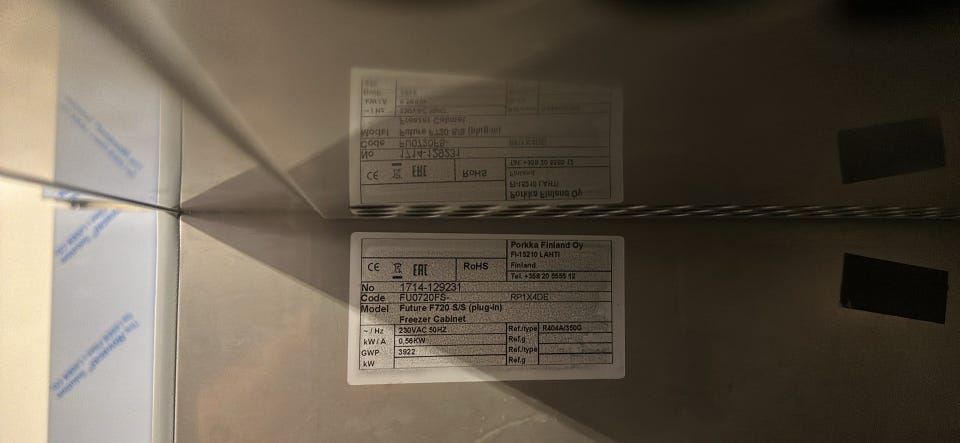 Porkka Finland Oy
FI-15210 LAHTI
Finland
Tel. +358 20 5555 12
CE EAC RoHS
No 1714-129231
Code FU0720FS- RP1X4DE
Model Future F720 S/S (plug-in)
Freezer Cabinet
~ / Hz 230VAC 50HZ Ref./type R404A/350G
kW / A 0,56KW Ref.g
GWP 3922 Ref./type
kW Ref.g